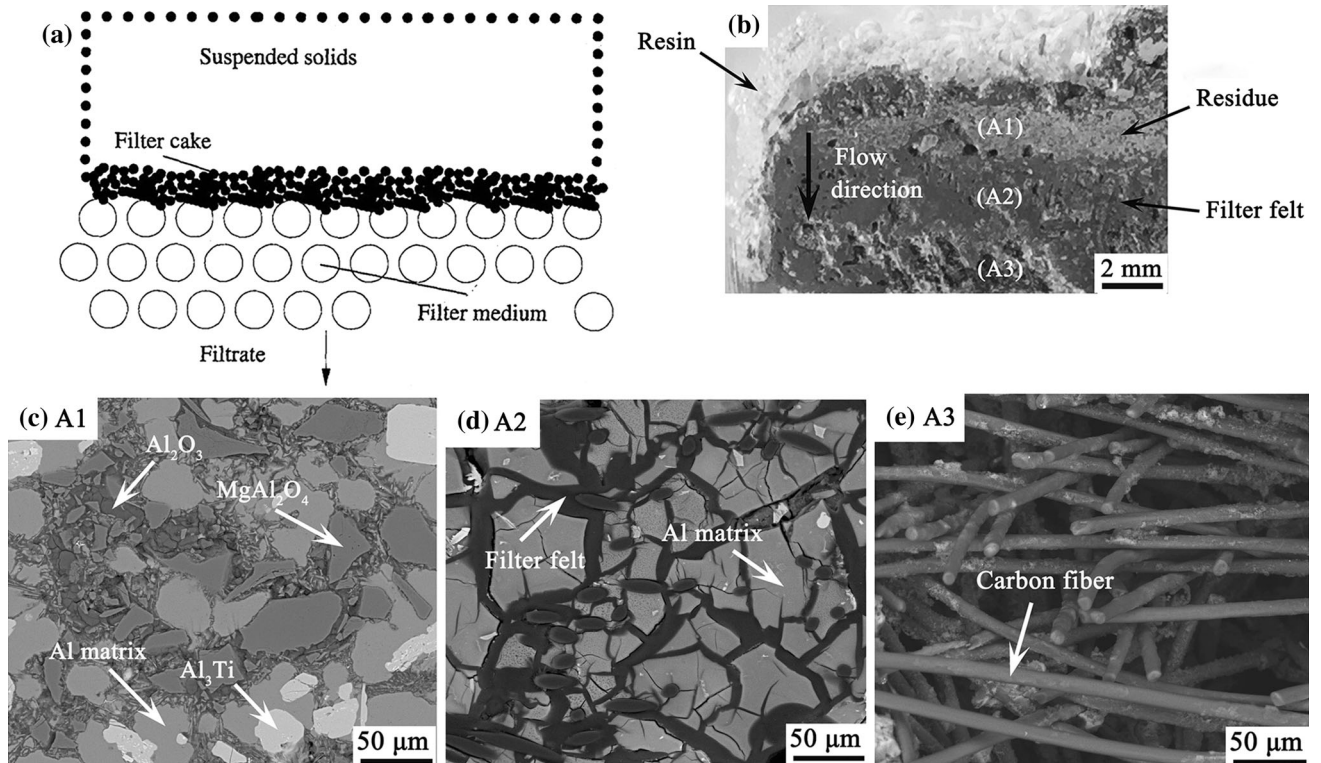 (a)
Suspended solids
Filter cake
Filter medium
Filtrate
(b)
Resin
(A1)
Residue
Flow
direction
(A2)
Filter felt
(A3)
2 mm
(c) A1
Al₂O₃
MgAl₂O₄
Al matrix
Al₃Ti
50 μm
(d) A2
Filter felt
Al matrix
50 μm
(e) A3
Carbon fiber
50 μm